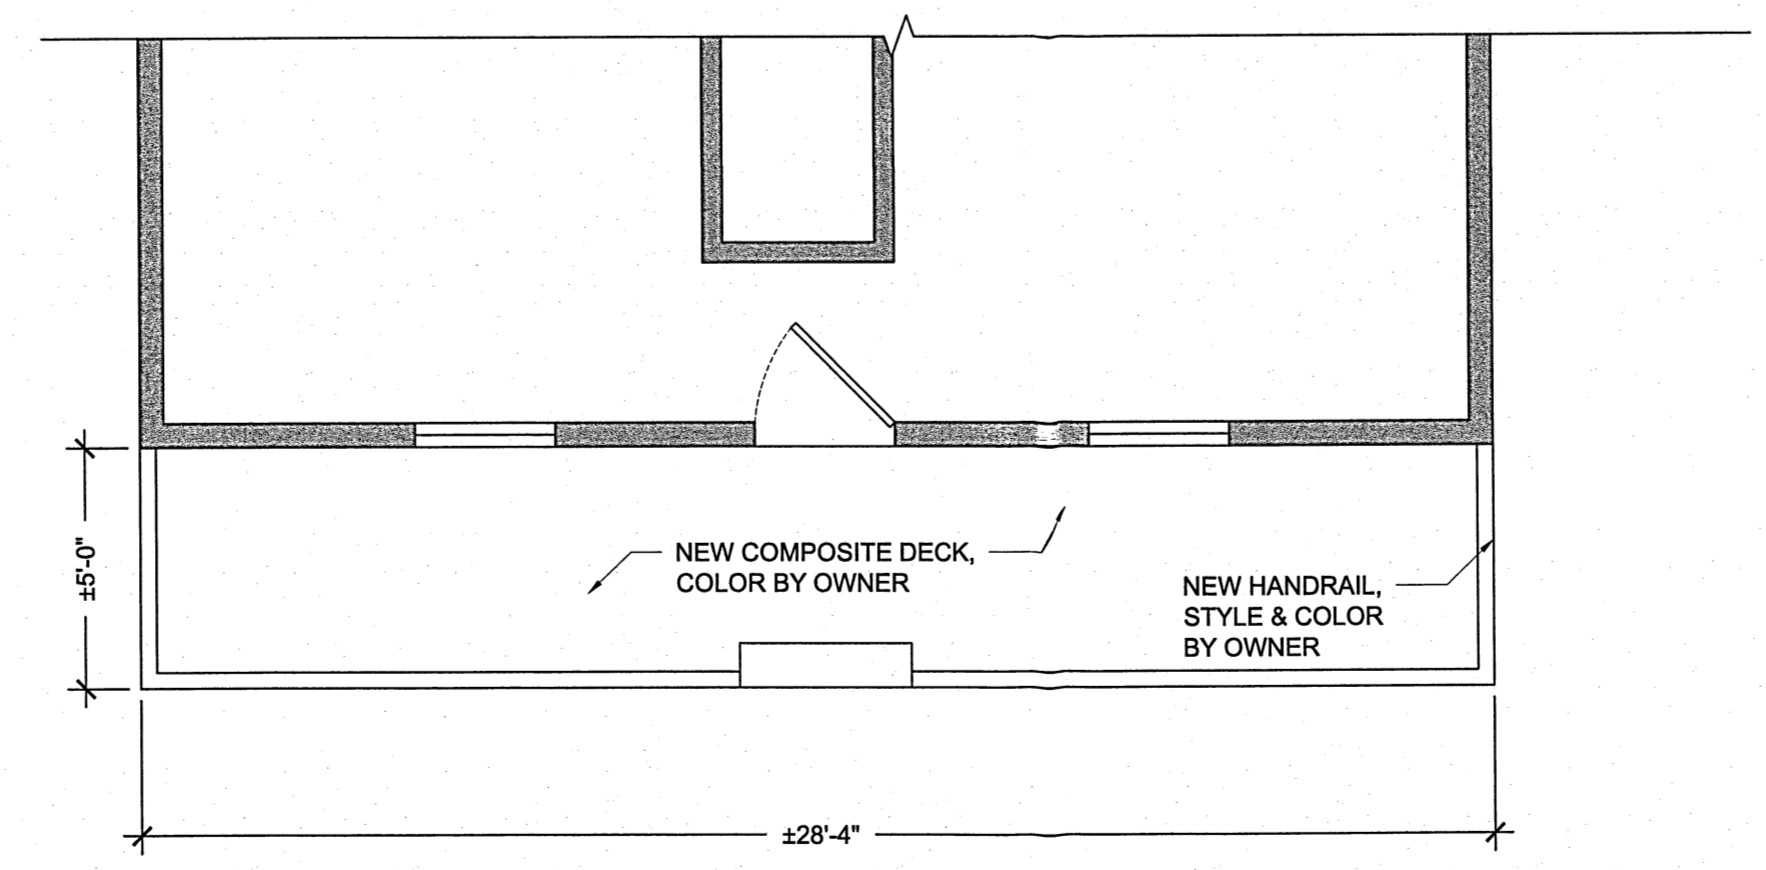 NEW COMPOSITE DECK,
COLOR BY OWNER
NEW HANDRAIL,
STYLE & COLOR
BY OWNER
±5'-0"
±28'-4"